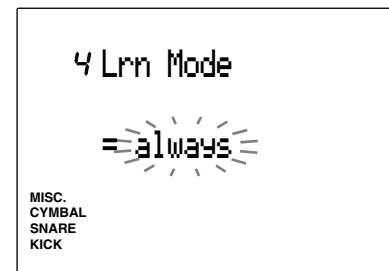 4 Lrn Mode
= always
MISC.
CYMBAL
SNARE
KICK